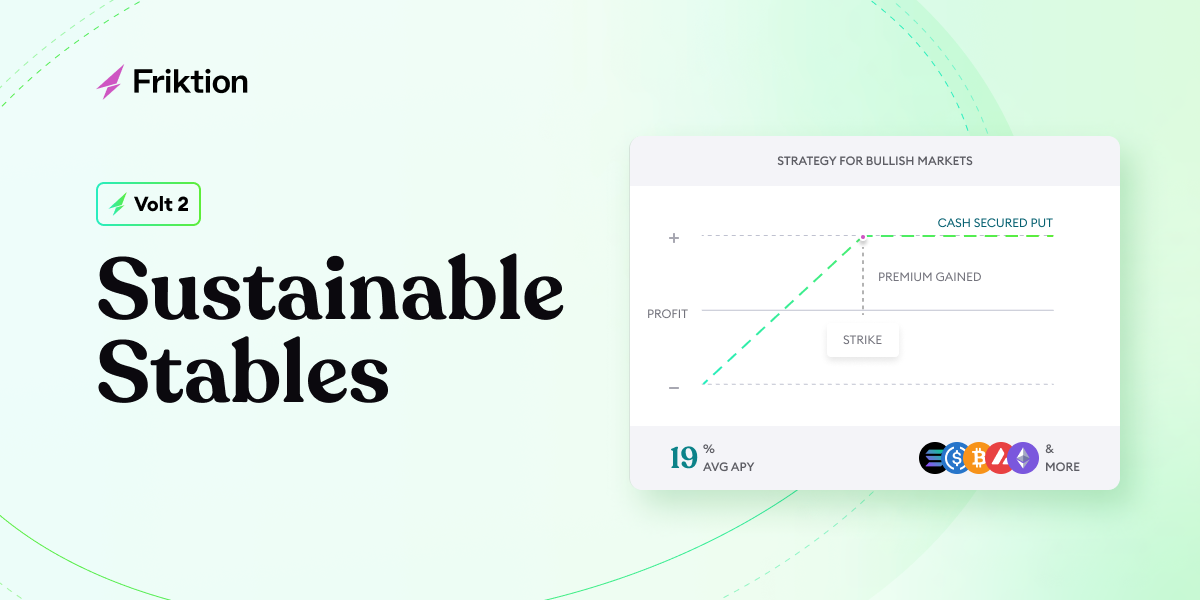 Friktion
Volt 2
Sustainable
Stables
STRATEGY FOR BULLISH MARKETS
CASH SECURED PUT
+
PREMIUM GAINED
PROFIT
STRIKE
−
19 %
AVG APY
&
MORE